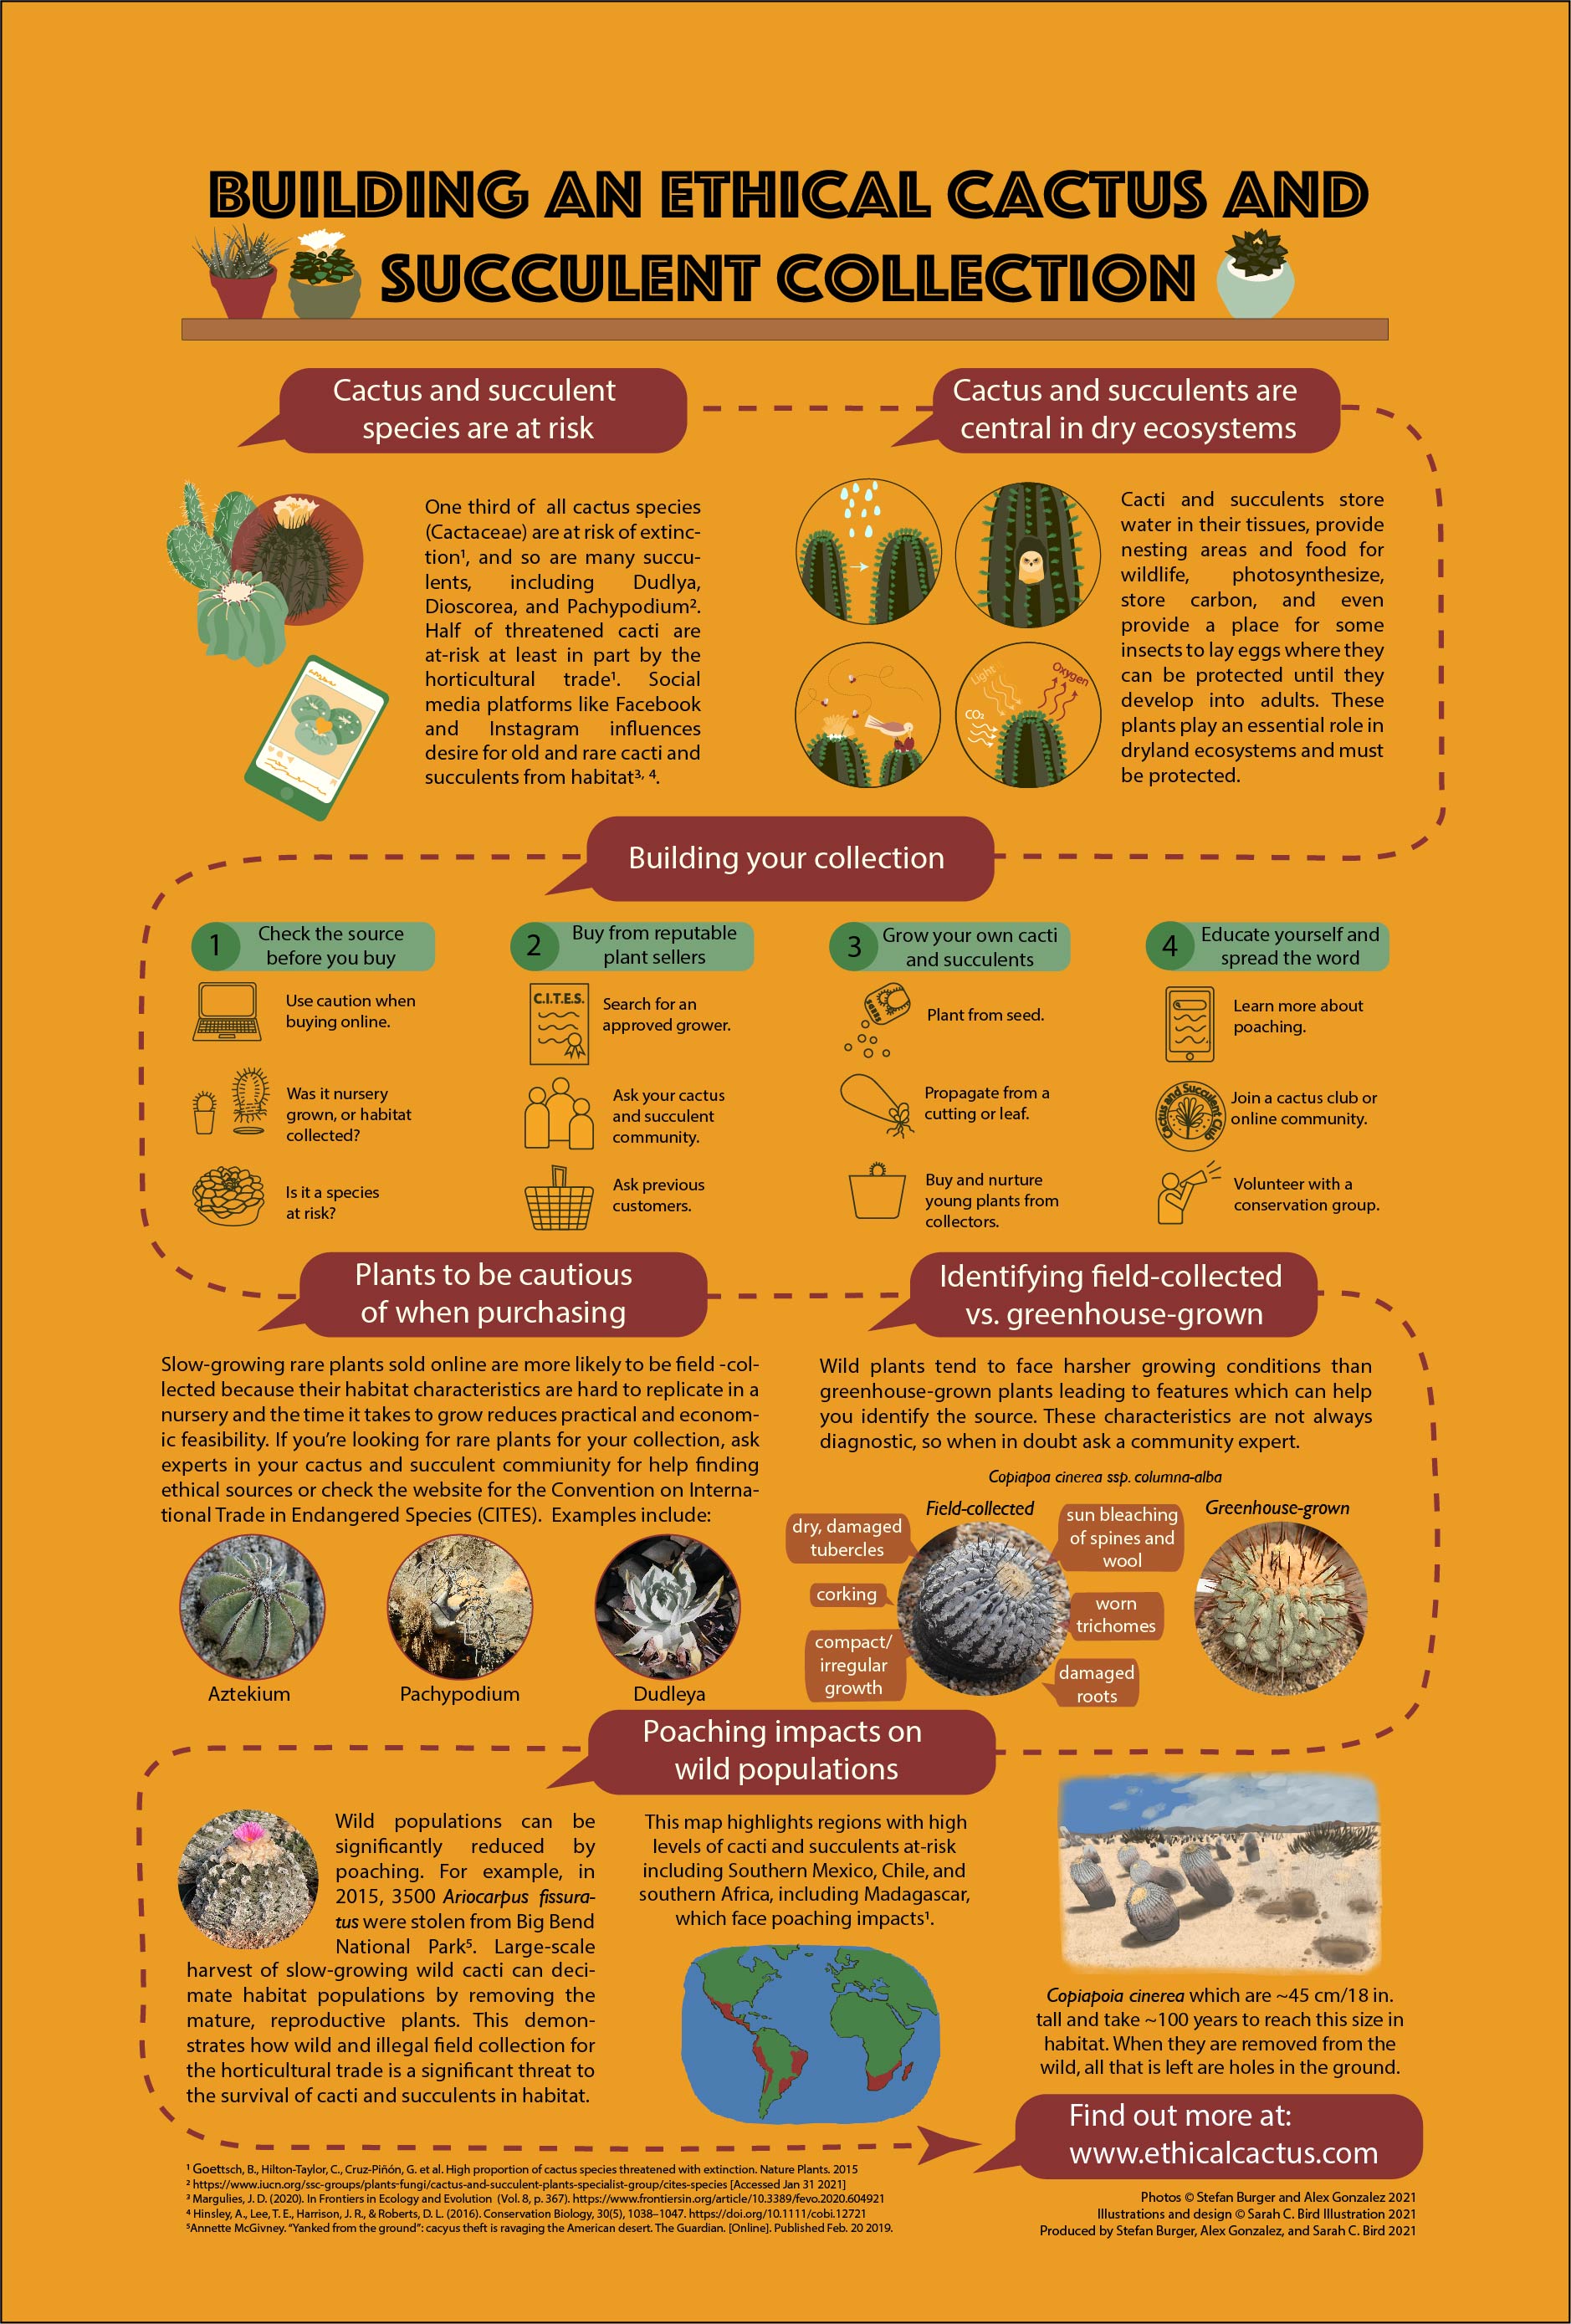 BUILDING AN ETHICAL CACTUS AND
SUCCULENT COLLECTION
Cactus and succulent
species are at risk
One third of all cactus species
(Cactaceae) are at risk of extinc-
tion¹, and so are many succu-
lents, including Dudlya,
Dioscorea, and Pachypodium².
Half of threatened cacti are
at-risk at least in part by the
horticultural trade¹. Social
media platforms like Facebook
and Instagram influences
desire for old and rare cacti and
succulents from habitat³, ⁴.
Cactus and succulents are
central in dry ecosystems
Light
Oxygen
CO₂
Cacti and succulents store
water in their tissues, provide
nesting areas and food for
wildlife, photosynthesize,
store carbon, and even
provide a place for some
insects to lay eggs where they
can be protected until they
develop into adults. These
plants play an essential role in
dryland ecosystems and must
be protected.
Building your collection
1
Check the source
before you buy
Use caution when
buying online.
Was it nursery
grown, or habitat
collected?
Is it a species
at risk?
2
Buy from reputable
plant sellers
C.I.T.E.S.
Search for an
approved grower.
Ask your cactus
and succulent
community.
Ask previous
customers.
3
Grow your own cacti
and succulents
SEEDS
Plant from seed.
Propagate from a
cutting or leaf.
Buy and nurture
young plants from
collectors.
4
Educate yourself and
spread the word
Learn more about
poaching.
Cactus and Succulent Club
Join a cactus club or
online community.
Volunteer with a
conservation group.
Plants to be cautious
of when purchasing
Slow-growing rare plants sold online are more likely to be field -col-
lected because their habitat characteristics are hard to replicate in a
nursery and the time it takes to grow reduces practical and econom-
ic feasibility. If you’re looking for rare plants for your collection, ask
experts in your cactus and succulent commiunity for help finding
ethical sources or check the website for the Convention on Interna-
tional Trade in Endangered Species (CITES). Examples include:
Aztekium
Pachypodium
Dudleya
Identifying field-collected
vs. greenhouse-grown
Wild plants tend to face harsher growing conditions than
greenhouse-grown plants leading to features which can help
you identify the source. These characteristics are not always
diagnostic, so when in doubt ask a community expert.
Copiapoa cinerea ssp. columna-alba
Field-collected
Greenhouse-grown
dry, damaged
tubercles
corking
compact/
irregular
growth
sun bleaching
of spines and
wool
worn
trichomes
damaged
roots
Poaching impacts on
wild populations
Wild populations can be
significantly reduced by
poaching. For example, in
2015, 3500 Ariocarpus fissura-
tus were stolen from Big Bend
National Park⁵. Large-scale
harvest of slow-growing wild cacti can deci-
mate habitat populations by removing the
mature, reproductive plants. This demon-
strates how wild and illegal field collection for
the horticultural trade is a significant threat to
the survival of cacti and succulents in habitat.
This map highlights regions with high
levels of cacti and succulents at-risk
including Southern Mexico, Chile, and
southern Africa, including Madagascar,
which face poaching impacts¹.
Copiapoia cinerea which are ~45 cm/18 in.
tall and take ~100 years to reach this size in
habitat. When they are removed from the
wild, all that is left are holes in the ground.
Find out more at:
www.ethicalcactus.com
¹ Goettsch, B., Hilton-Taylor, C., Cruz-Piñón, G. et al. High proportion of cactus species threatened with extinction. Nature Plants. 2015
² https://www.iucn.org/ssc-groups/plants-fungi/cactus-and-succulent-plants-specialist-group/cites-species [Accessed Jan 31 2021]
³ Margulies, J. D. (2020). In Frontiers in Ecology and Evolution (Vol. 8, p. 367). https://www.frontiersin.org/article/10.3389/fevo.2020.604921
⁴ Hinsley, A., Lee, T. E., Harrison, J. R., & Roberts, D. L. (2016). Conservation Biology, 30(5), 1038–1047. https://doi.org/10.1111/cobi.12721
⁵Annette McGivney. “Yanked from the ground”: cacyus theft is ravaging the American desert. The Guardian. [Online]. Published Feb. 20 2019.
Photos © Stefan Burger and Alex Gonzalez 2021
Illustrations and design © Sarah C. Bird Illustration 2021
Produced by Stefan Burger, Alex Gonzalez, and Sarah C. Bird 2021